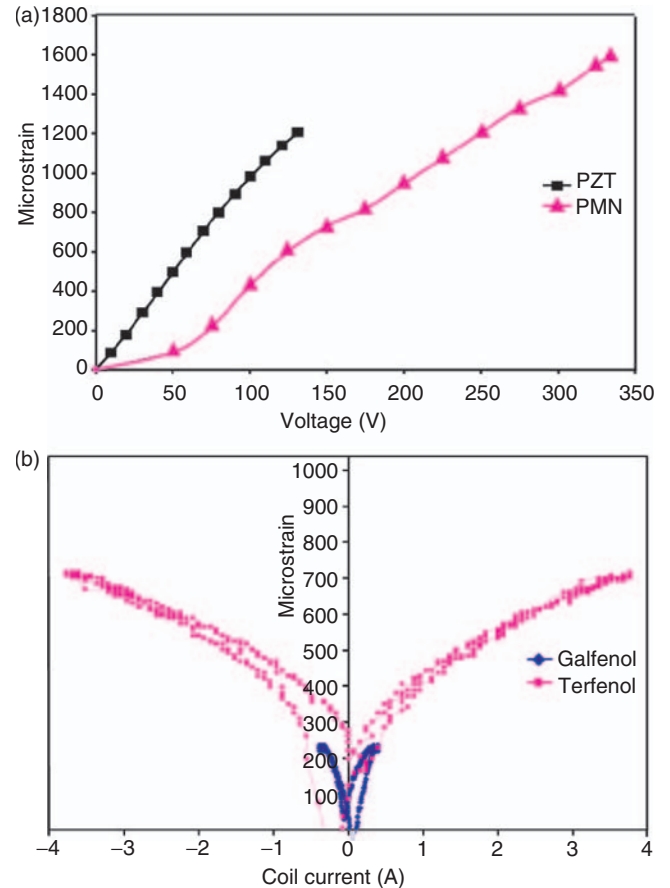 (a)
1800
1600
1400
1200
1000
800
600
400
200
0
Microstrain
PZT
PMN
0 50 100 150 200 250 300 350
Voltage (V)
(b)
1000
900
800
700
600
500
400
300
200
100
Microstrain
Galfenol
Terfenol
−4 −3 −2 −1 0 1 2 3 4
Coil current (A)